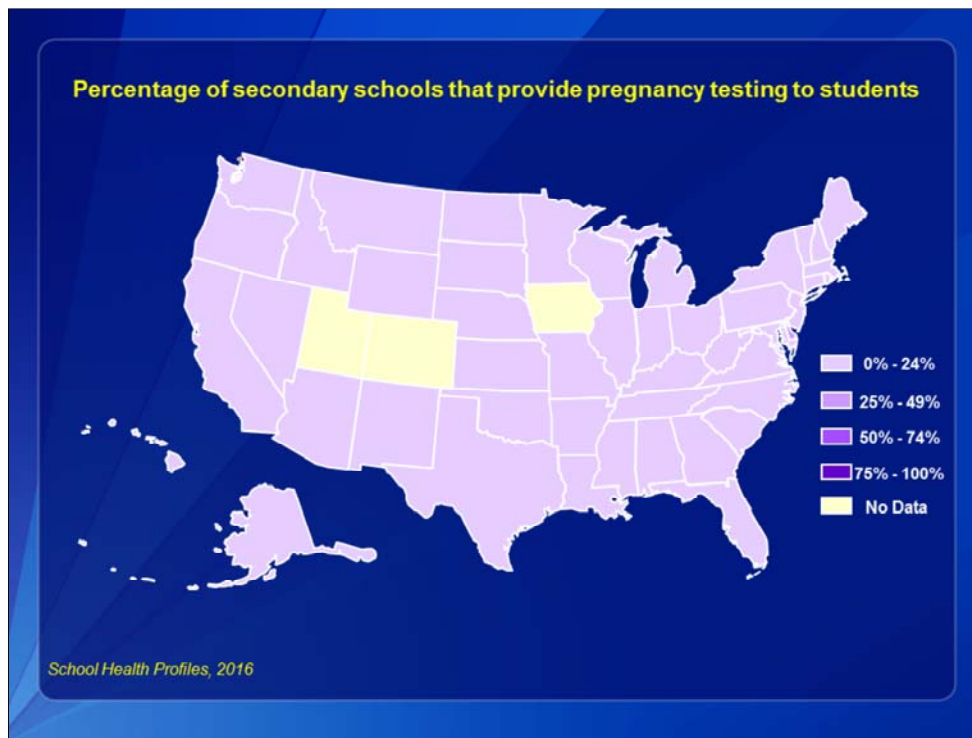 Percentage of secondary schools that provide pregnancy testing to students
0% - 24%
25% - 49%
50% - 74%
75% - 100%
No Data
School Health Profiles, 2016